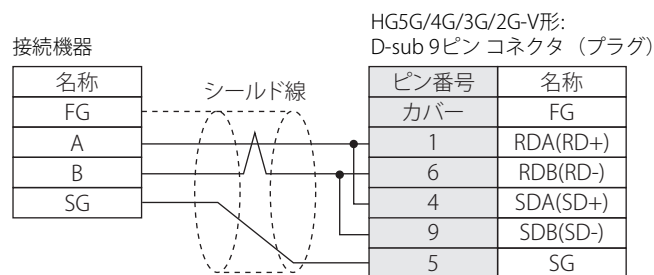 接続機器
HG5G/4G/3G/2G-V形:
D-sub 9ピン コネクタ（プラグ）
名称
シールド線
ピン番号 名称
FG
カバー FG
A
1 RDA(RD+)
B
6 RDB(RD-)
SG
4 SDA(SD+)
9 SDB(SD-)
5 SG